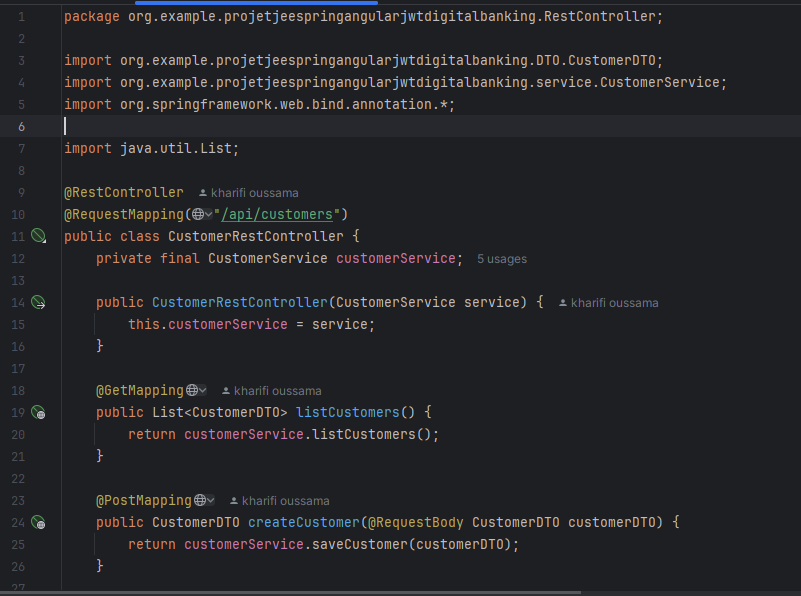 1 package org.example.projetjeespringangularjwtdigitalbanking.RestController;
2
3 import org.example.projetjeespringangularjwtdigitalbanking.DTO.CustomerDTO;
4 import org.example.projetjeespringangularjwtdigitalbanking.service.CustomerService;
5 import org.springframework.web.bind.annotation.*;
6
7 import java.util.List;
8
9 @RestController kharifi oussama
10 @RequestMapping("/api/customers")
11 public class CustomerRestController {
12 private final CustomerService customerService; 5 usages
13
14 public CustomerRestController(CustomerService service) { kharifi oussama
15 this.customerService = service;
16 }
17
18 @GetMapping kharifi oussama
19 public List<CustomerDTO> listCustomers() {
20 return customerService.listCustomers();
21 }
22
23 @PostMapping kharifi oussama
24 public CustomerDTO createCustomer(@RequestBody CustomerDTO customerDTO) {
25 return customerService.saveCustomer(customerDTO);
26 }
27